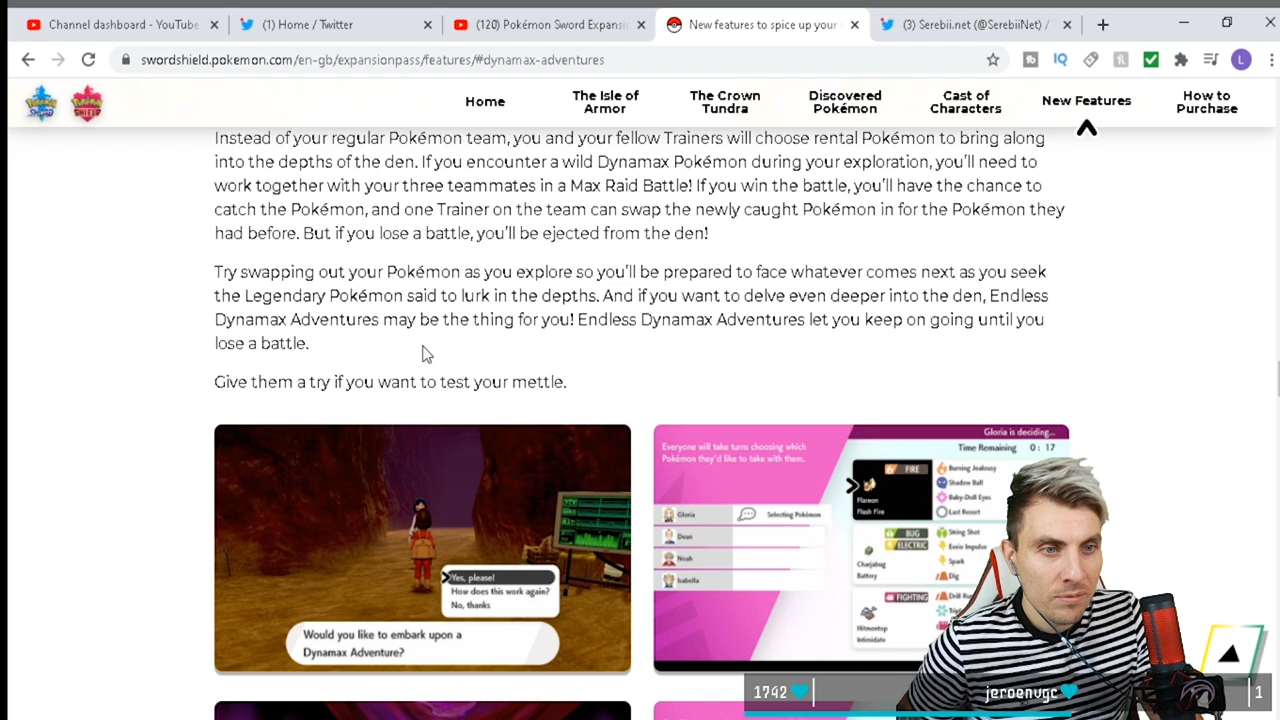 Channel dashboard - YouTube
(1) Home / Twitter
(120) Pokémon Sword Expansi
New features to spice up your
(3) Serebii.net (@SerebiiNet) /
swordshield.pokemon.com/en-gb/expansionpass/features/#dynamax-adventures
IQ
L
Home
The Isle of
Armor
The Crown
Tundra
Discovered
Pokémon
Cast of
Characters
New Features
How to
Purchase
Instead of your regular Pokémon team, you and your fellow Trainers will choose rental Pokémon to bring along
into the depths of the den. If you encounter a wild Dynamax Pokémon during your exploration, you'll need to
work together with your three teammates in a Max Raid Battle! If you win the battle, you'll have the chance to
catch the Pokémon, and one Trainer on the team can swap the newly caught Pokémon in for the Pokémon they
had before. But if you lose a battle, you'll be ejected from the den!
Try swapping out your Pokémon as you explore so you'll be prepared to face whatever comes next as you seek
the Legendary Pokémon said to lurk in the depths. And if you want to delve even deeper into the den, Endless
Dynamax Adventures may be the thing for you! Endless Dynamax Adventures let you keep on going until you
lose a battle.
Give them a try if you want to test your mettle.
Yes, please!
How does this work again?
No, thanks
Would you like to embark upon a
Dynamax Adventure?
Gloria is deciding...
Everyone will take turns choosing which
Pokémon they'd like to take with them.
Time Remaining 0:17
Gloria
Selecting Pokémon
Dean
Noah
Isabella
FIRE
Flareon
Flash Fire
Burning Jealousy
Shadow Ball
Baby-Doll Eyes
Last Resort
BUG
ELECTRIC
Charjabug
Battery
String Shot
Eerie Impulse
Spark
Dig
FIGHTING
Hitmontop
Intimidate
Drill Ru
Tripl
1742
jeroenvgc
1